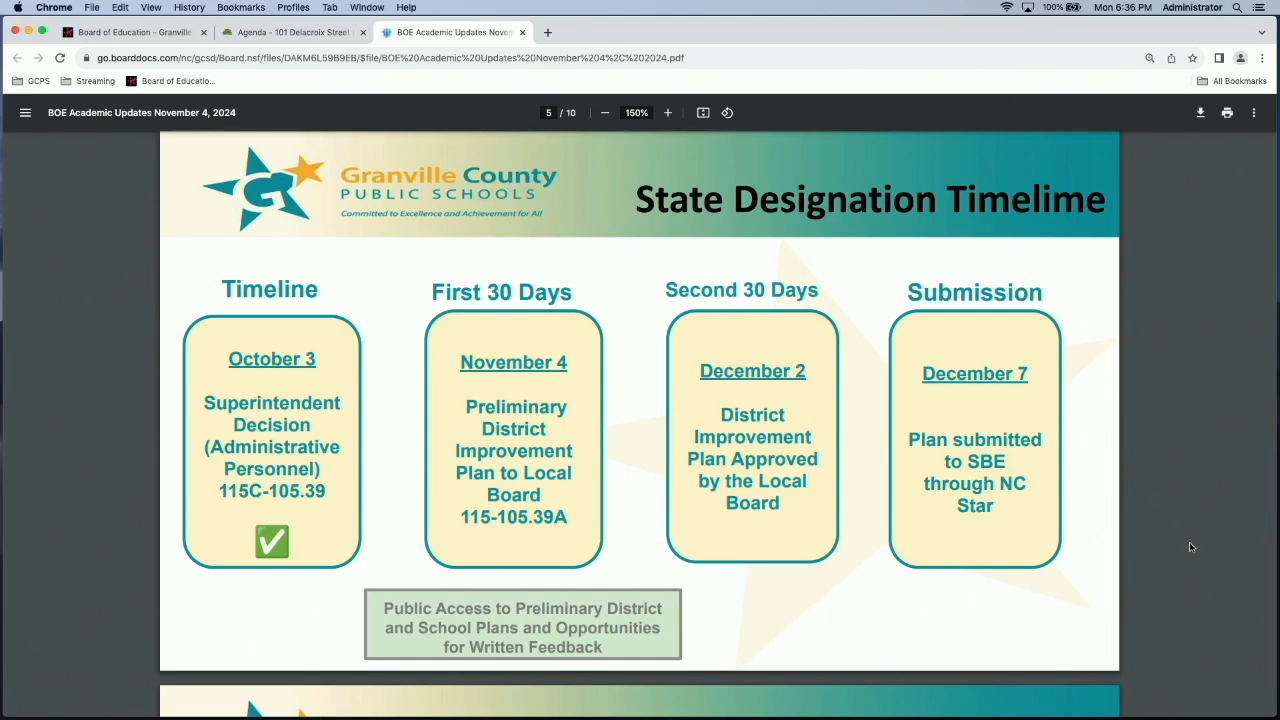 Chrome File Edit View History Bookmarks Profiles Tab Window Help 100% Mon 6:36 PM Administrator
Board of Education - Granville Agenda - 101 Delacroix Street BOE Academic Updates Novem
go.boarddocs.com/nc/gcsd/Board.nsf/files/DAKM6L59B9EB/$file/BOE%20Academic%20Updates%20November%204%2C%202024.pdf
GCPS Streaming Board of Educatio... All Bookmarks
BOE Academic Updates November 4, 2024 5 / 10 150%
Granville County
PUBLIC SCHOOLS
Committed to Excellence and Achievement for All
State Designation Timelime
Timeline
October 3
Superintendent
Decision
(Administrative
Personnel)
115C-105.39
First 30 Days
November 4
Preliminary
District
Improvement
Plan to Local
Board
115-105.39A
Second 30 Days
December 2
District
Improvement
Plan Approved
by the Local
Board
Submission
December 7
Plan submitted
to SBE
through NC
Star
Public Access to Preliminary District
and School Plans and Opportunities
for Written Feedback